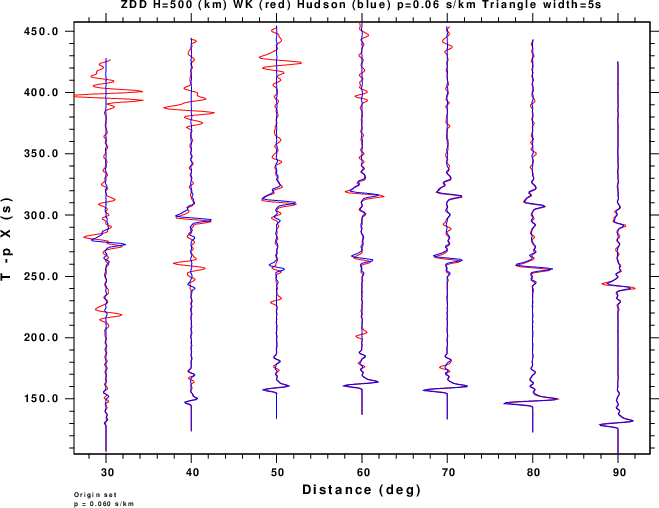 ZDD H=500 (km) WK (red) Hudson (blue) p=0.06 s/km Triangle width=5s
450.0
400.0
350.0
300.0
250.0
200.0
150.0
T -p X (s)
30 40 50 60 70 80 90
Distance (deg)
Origin set
p = 0.060 s/km